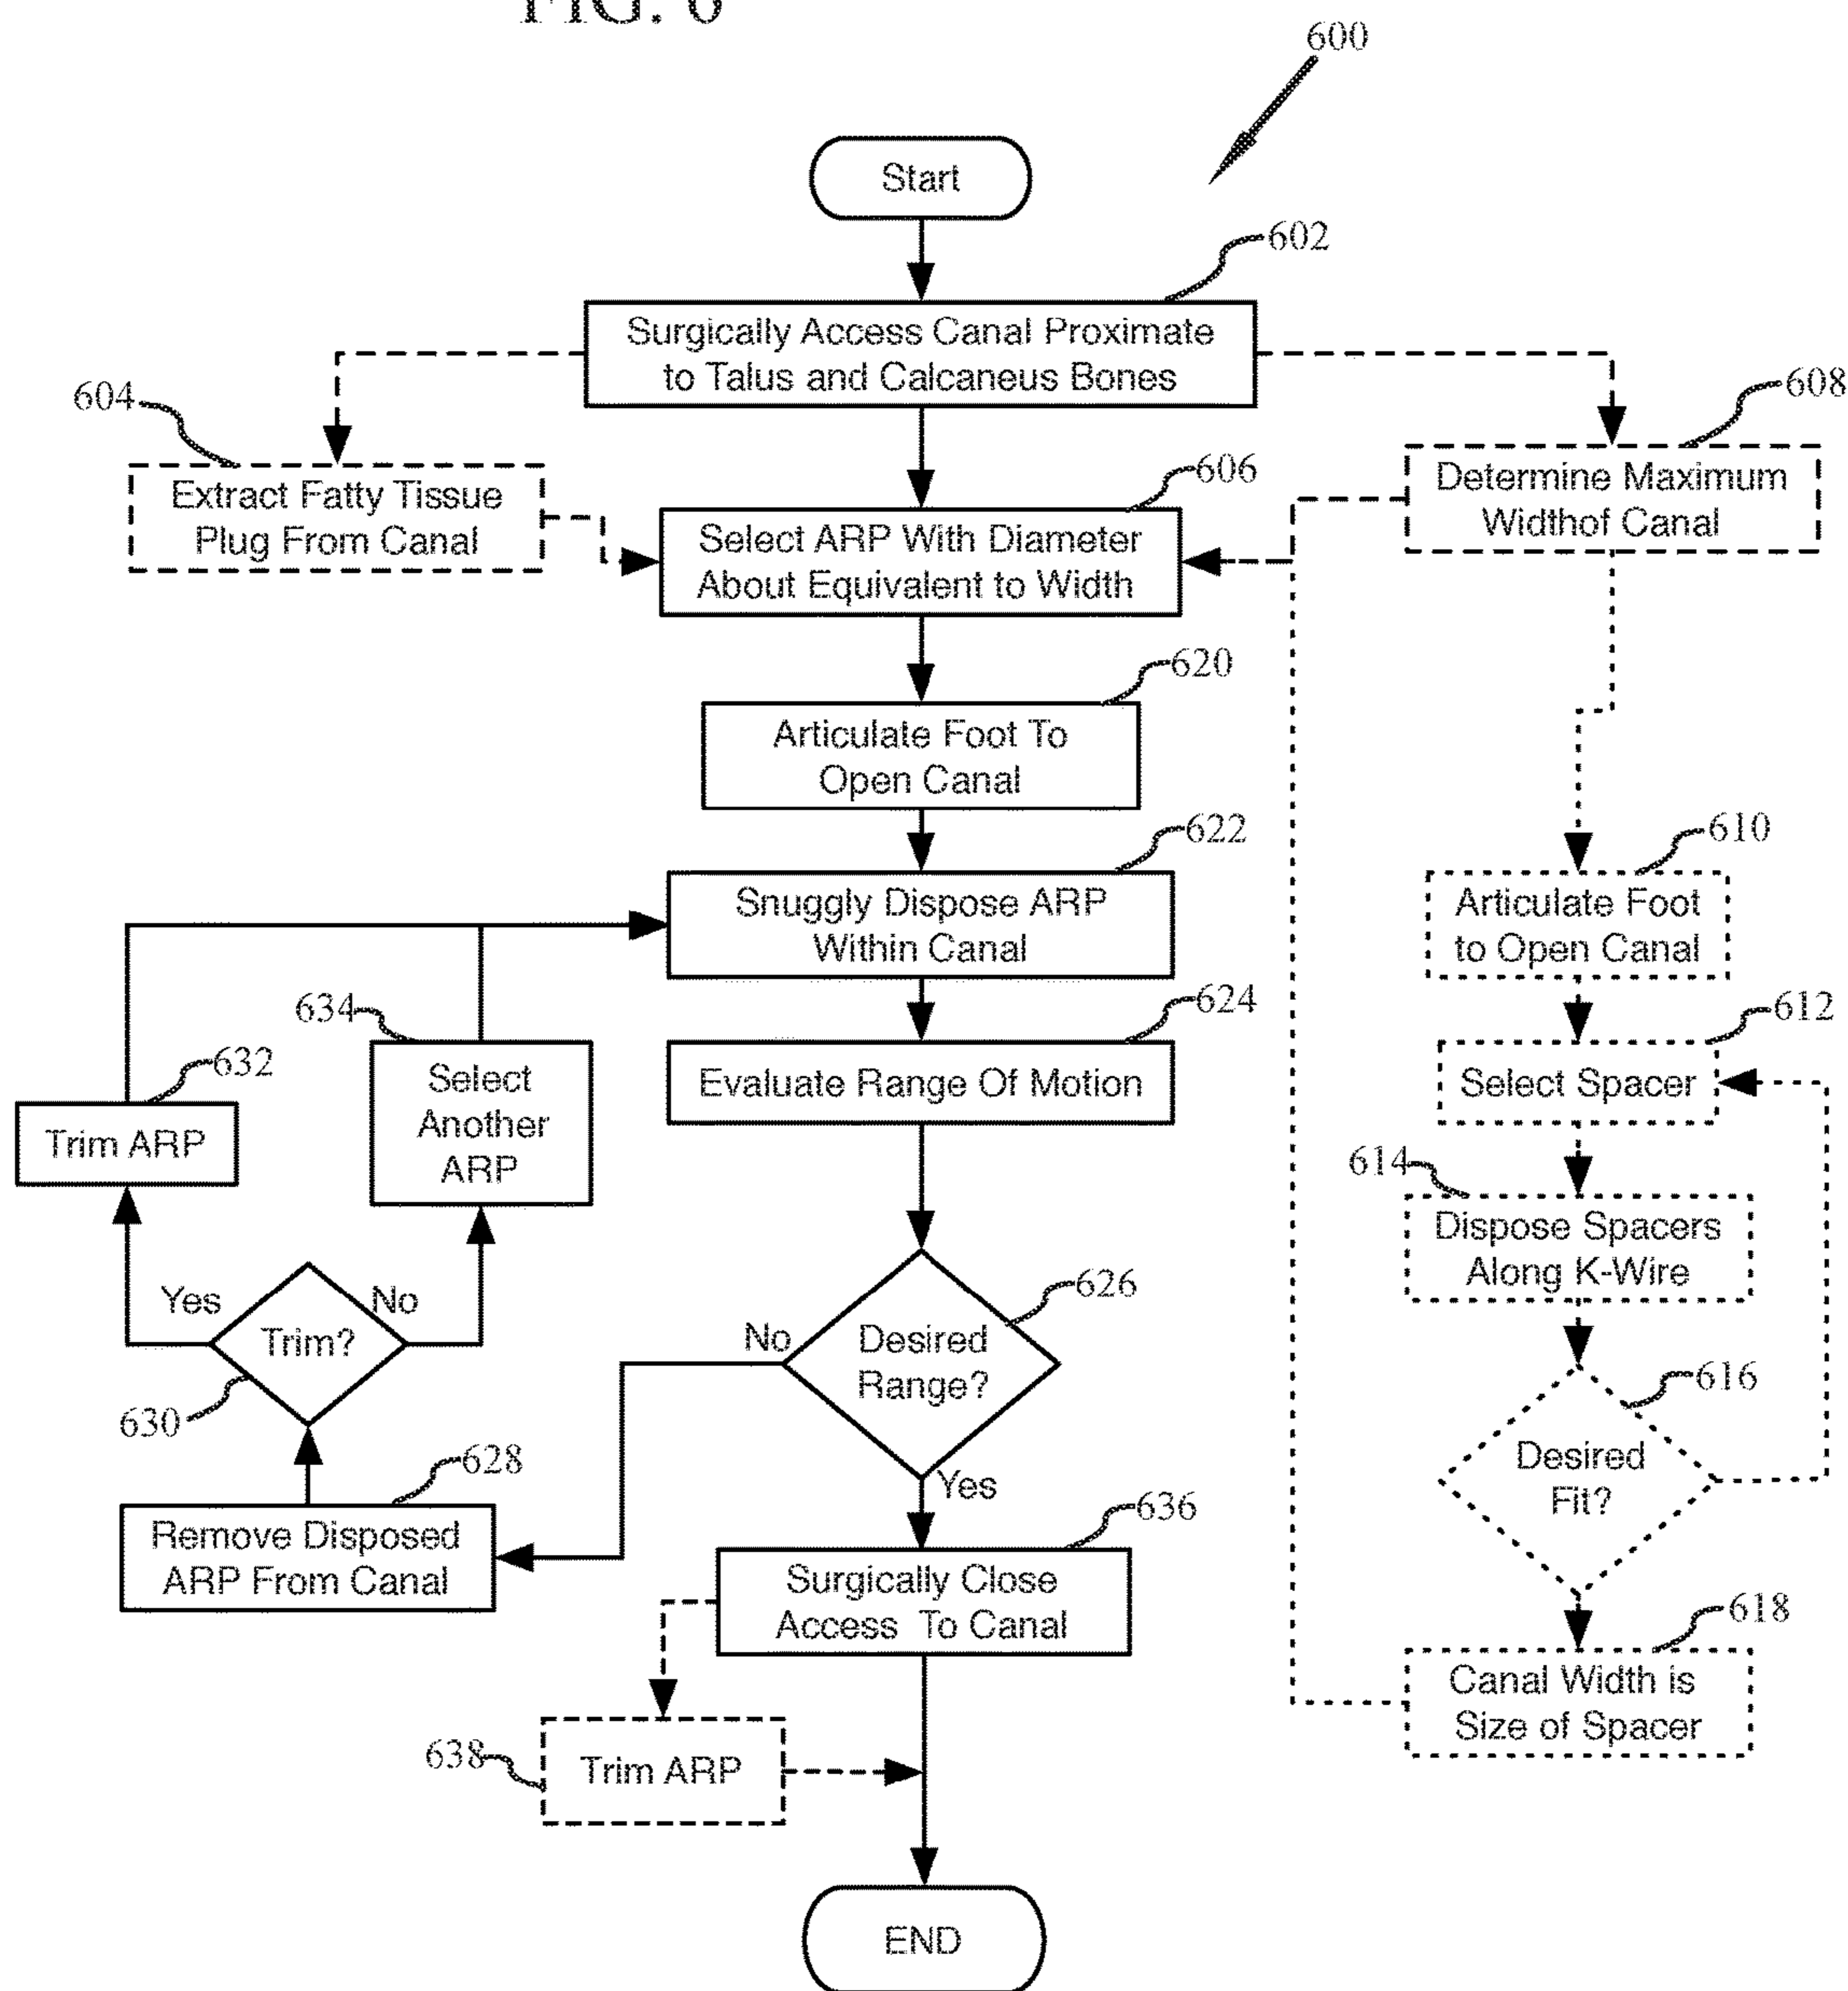 FIG. 6
600
Start
602
Surgically Access Canal Proximate
to Talus and Calcaneus Bones
604
608
Extract Fatty Tissue
Plug From Canal
606
Select ARP With Diameter
About Equivalent to Width
Determine Maximum
Widthof Canal
620
Articulate Foot To
Open Canal
622
Snuggly Dispose ARP
Within Canal
610
Articulate Foot
to Open Canal
634
624
612
632
Select
Another
ARP
Evaluate Range Of Motion
Select Spacer
Trim ARP
614
Dispose Spacers
Along K-Wire
Yes
No
Trim?
630
626
No
Desired
Range?
Yes
616
Desired
Fit?
628
Remove Disposed
ARP From Canal
636
Surgically Close
Access To Canal
618
Canal Width is
Size of Spacer
638
Trim ARP
END